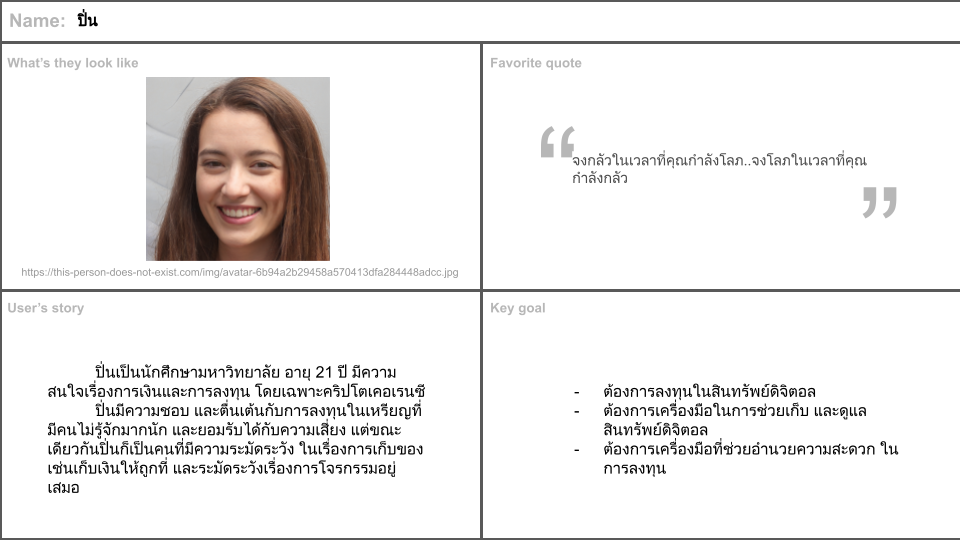 Name: ปิ่น
What's they look like
https://this-person-does-not-exist.com/img/avatar-6b94a2b29458a570413dfa284448adcc.jpg
Favorite quote
“
จงกลัวในเวลาที่คุณกำลังโลภ..จงโลภในเวลาที่คุณ
กำลังกลัว
”
User's story
ปิ่นเป็นนักศึกษามหาวิทยาลัย อายุ 21 ปี มีความ
สนใจเรื่องการเงินและการลงทุน โดยเฉพาะคริปโตเคอเรนซี
ปิ่นมีความชอบ และตื่นเต้นกับการลงทุนในเหรียญที่
มีคนไม่รู้จักมากนัก และยอมรับได้กับความเสี่ยง แต่ขณะ
เดียวกันปิ่นก็เป็นคนที่มีความระมัดระวัง ในเรื่องการเก็บของ
เช่นเก็บเงินให้ถูกที่ และระมัดระวังเรื่องการโจรกรรมอยู่
เสมอ
Key goal
- ต้องการลงทุนในสินทรัพย์ดิจิตอล
- ต้องการเครื่องมือในการช่วยเก็บ และดูแล
สินทรัพย์ดิจิตอล
- ต้องการเครื่องมือที่ช่วยอำนวยความสะดวก ใน
การลงทุน